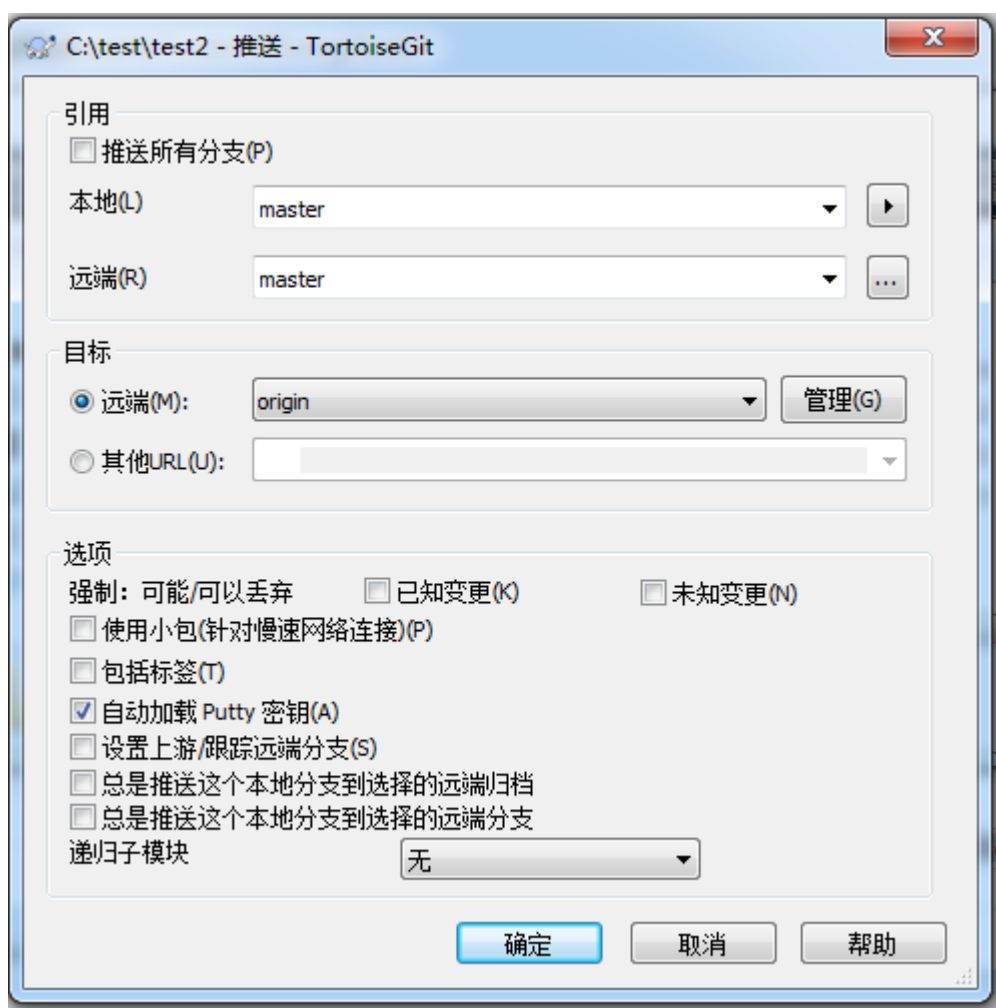 C:\test\test2 - 推送 - TortoiseGit
引用
推送所有分支(P)
本地(L) master
远端(R) master ...
目标
远端(M): origin 管理(G)
其他URL(U):
选项
强制：可能/可以丢弃 已知变更(K) 未知变更(N)
使用小包(针对慢速网络连接)(P)
包括标签(T)
自动加载 Putty 密钥(A)
设置上游/跟踪远端分支(S)
总是推送这个本地分支到选择的远端归档
总是推送这个本地分支到选择的远端分支
递归子模块 无
确定 取消 帮助